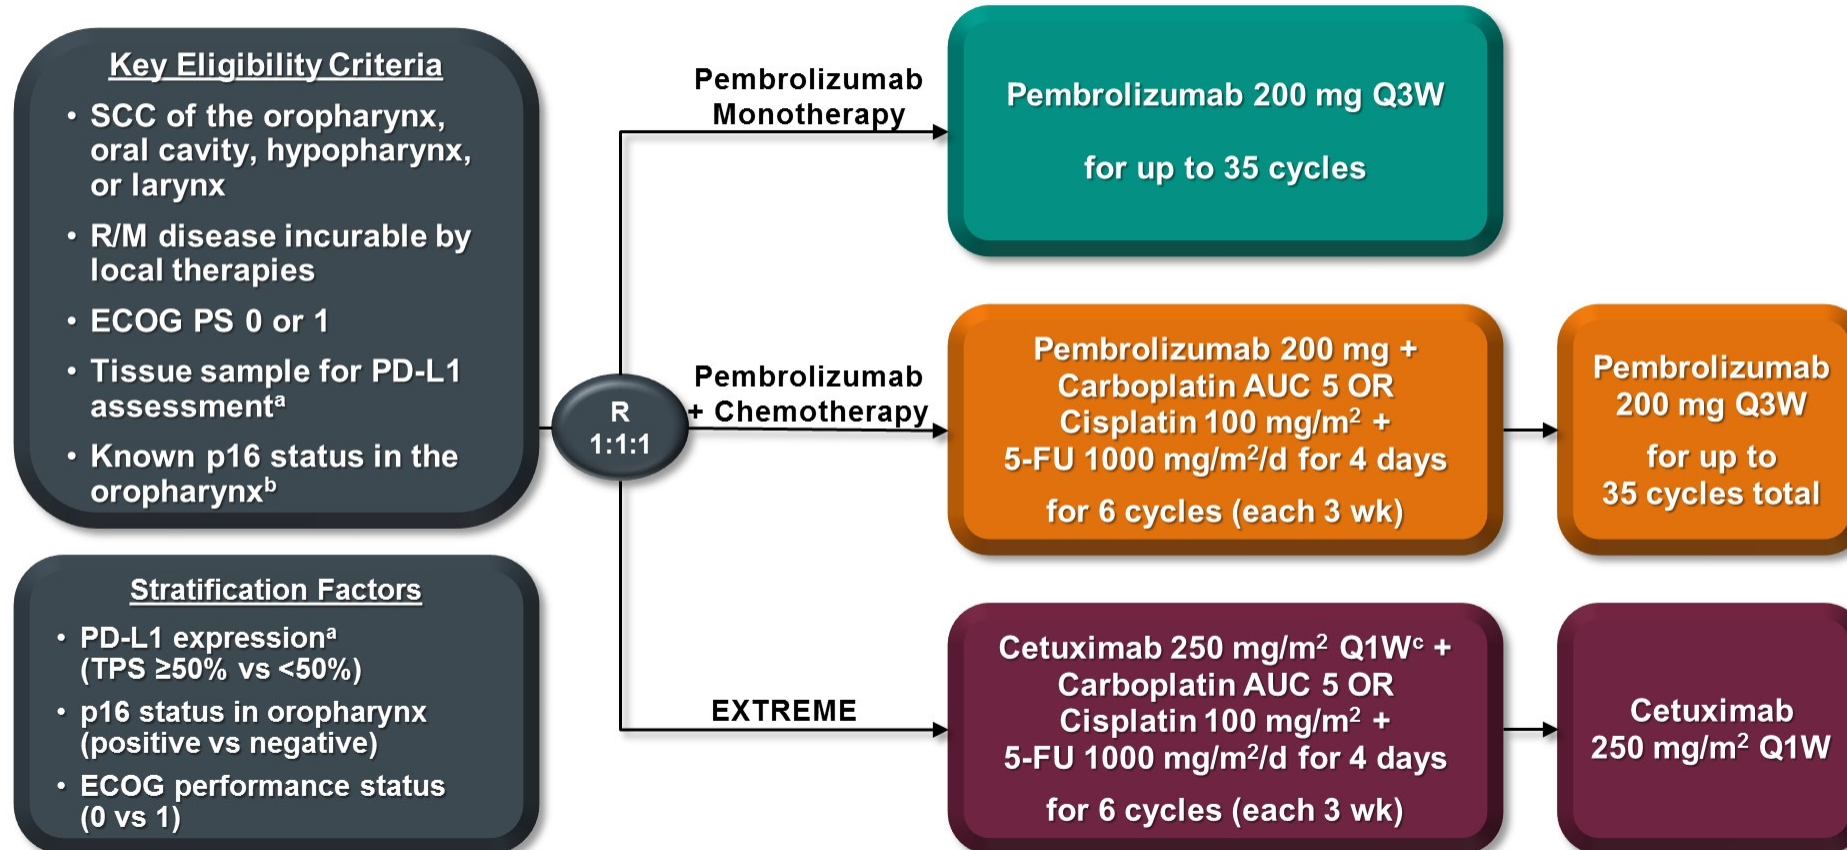 Key Eligibility Criteria
• SCC of the oropharynx,
oral cavity, hypopharynx,
or larynx
• R/M disease incurable by
local therapies
• ECOG PS 0 or 1
• Tissue sample for PD-L1
assessmentᵃ
• Known p16 status in the
oropharynxᵇ
Stratification Factors
• PD-L1 expressionᵃ
(TPS ≥50% vs <50%)
• p16 status in oropharynx
(positive vs negative)
• ECOG performance status
(0 vs 1)
R
1:1:1
Pembrolizumab
Monotherapy
Pembrolizumab 200 mg Q3W
for up to 35 cycles
Pembrolizumab
+ Chemotherapy
Pembrolizumab 200 mg +
Carboplatin AUC 5 OR
Cisplatin 100 mg/m² +
5-FU 1000 mg/m²/d for 4 days
for 6 cycles (each 3 wk)
Pembrolizumab
200 mg Q3W
for up to
35 cycles total
EXTREME
Cetuximab 250 mg/m² Q1Wᶜ +
Carboplatin AUC 5 OR
Cisplatin 100 mg/m² +
5-FU 1000 mg/m²/d for 4 days
for 6 cycles (each 3 wk)
Cetuximab
250 mg/m² Q1W